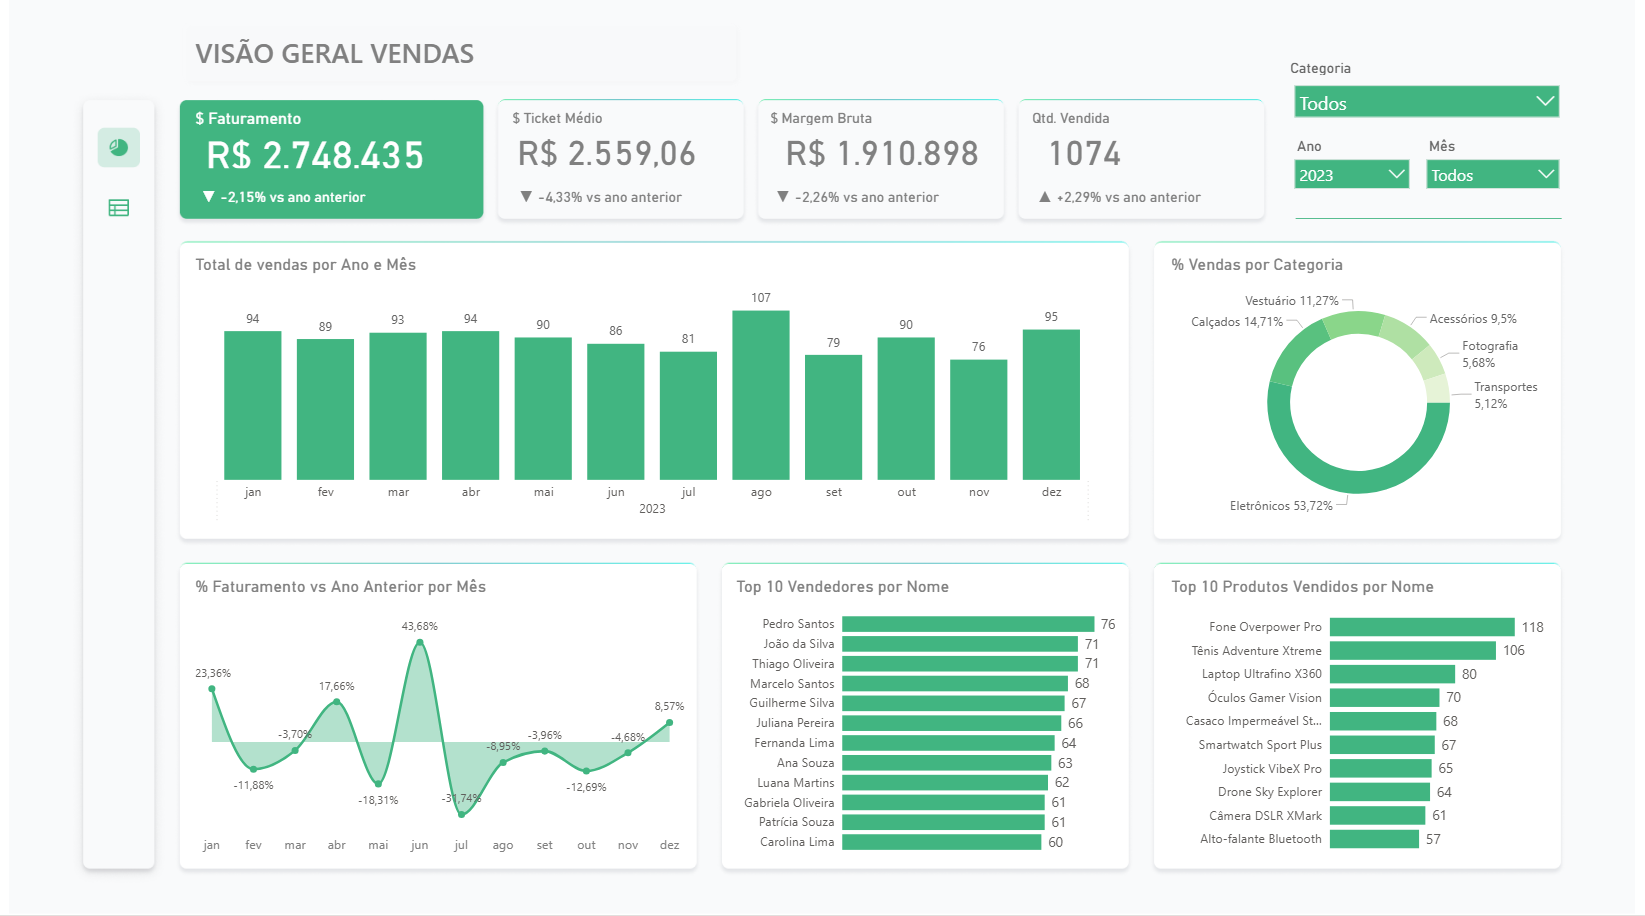 VISÃO GERAL VENDAS
Categoria
Todos
Ano
Mês
2023
Todos
$ Faturamento
R$ 2.748.435
▼ -2,15% vs ano anterior
$ Ticket Médio
R$ 2.559,06
▼ -4,33% vs ano anterior
$ Margem Bruta
R$ 1.910.898
▼ -2,26% vs ano anterior
Qtd. Vendida
1074
▲ +2,29% vs ano anterior
Total de vendas por Ano e Mês
94
89
93
94
90
86
81
107
79
90
76
95
jan
fev
mar
abr
mai
jun
jul
ago
set
out
nov
dez
2023
% Vendas por Categoria
Vestuário 11,27%
Calçados 14,71%
Acessórios 9,5%
Fotografia
5,68%
Transportes
5,12%
Eletrônicos 53,72%
% Faturamento vs Ano Anterior por Mês
23,36%
-11,88%
-3,70%
17,66%
-18,31%
43,68%
-31,74%
-8,95%
-3,96%
-12,69%
-4,68%
8,57%
jan
fev
mar
abr
mai
jun
jul
ago
set
out
nov
dez
Top 10 Vendedores por Nome
Pedro Santos 76
João da Silva 71
Thiago Oliveira 71
Marcelo Santos 68
Guilherme Silva 67
Juliana Pereira 66
Fernanda Lima 64
Ana Souza 63
Luana Martins 62
Gabriela Oliveira 61
Patrícia Souza 61
Carolina Lima 60
Top 10 Produtos Vendidos por Nome
Fone Overpower Pro 118
Tênis Adventure Xtreme 106
Laptop Ultrafino X360 80
Óculos Gamer Vision 70
Casaco Impermeável St... 68
Smartwatch Sport Plus 67
Joystick VibeX Pro 65
Drone Sky Explorer 64
Câmera DSLR XMark 61
Alto-falante Bluetooth 57